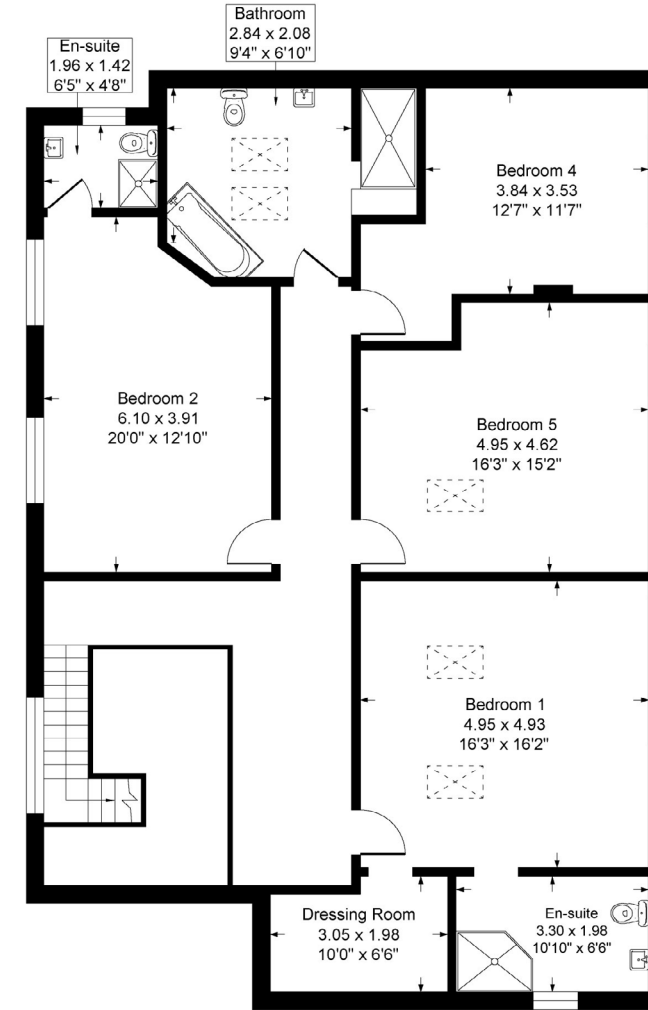 Bathroom
2.84 x 2.08
9'4" x 6'10"
En-suite
1.96 x 1.42
6'5" x 4'8"
Bedroom 4
3.84 x 3.53
12'7" x 11'7"
Bedroom 2
6.10 x 3.91
20'0" x 12'10"
Bedroom 5
4.95 x 4.62
16'3" x 15'2"
Bedroom 1
4.95 x 4.93
16'3" x 16'2"
Dressing Room
3.05 x 1.98
10'0" x 6'6"
En-suite
3.30 x 1.98
10'10" x 6'6"